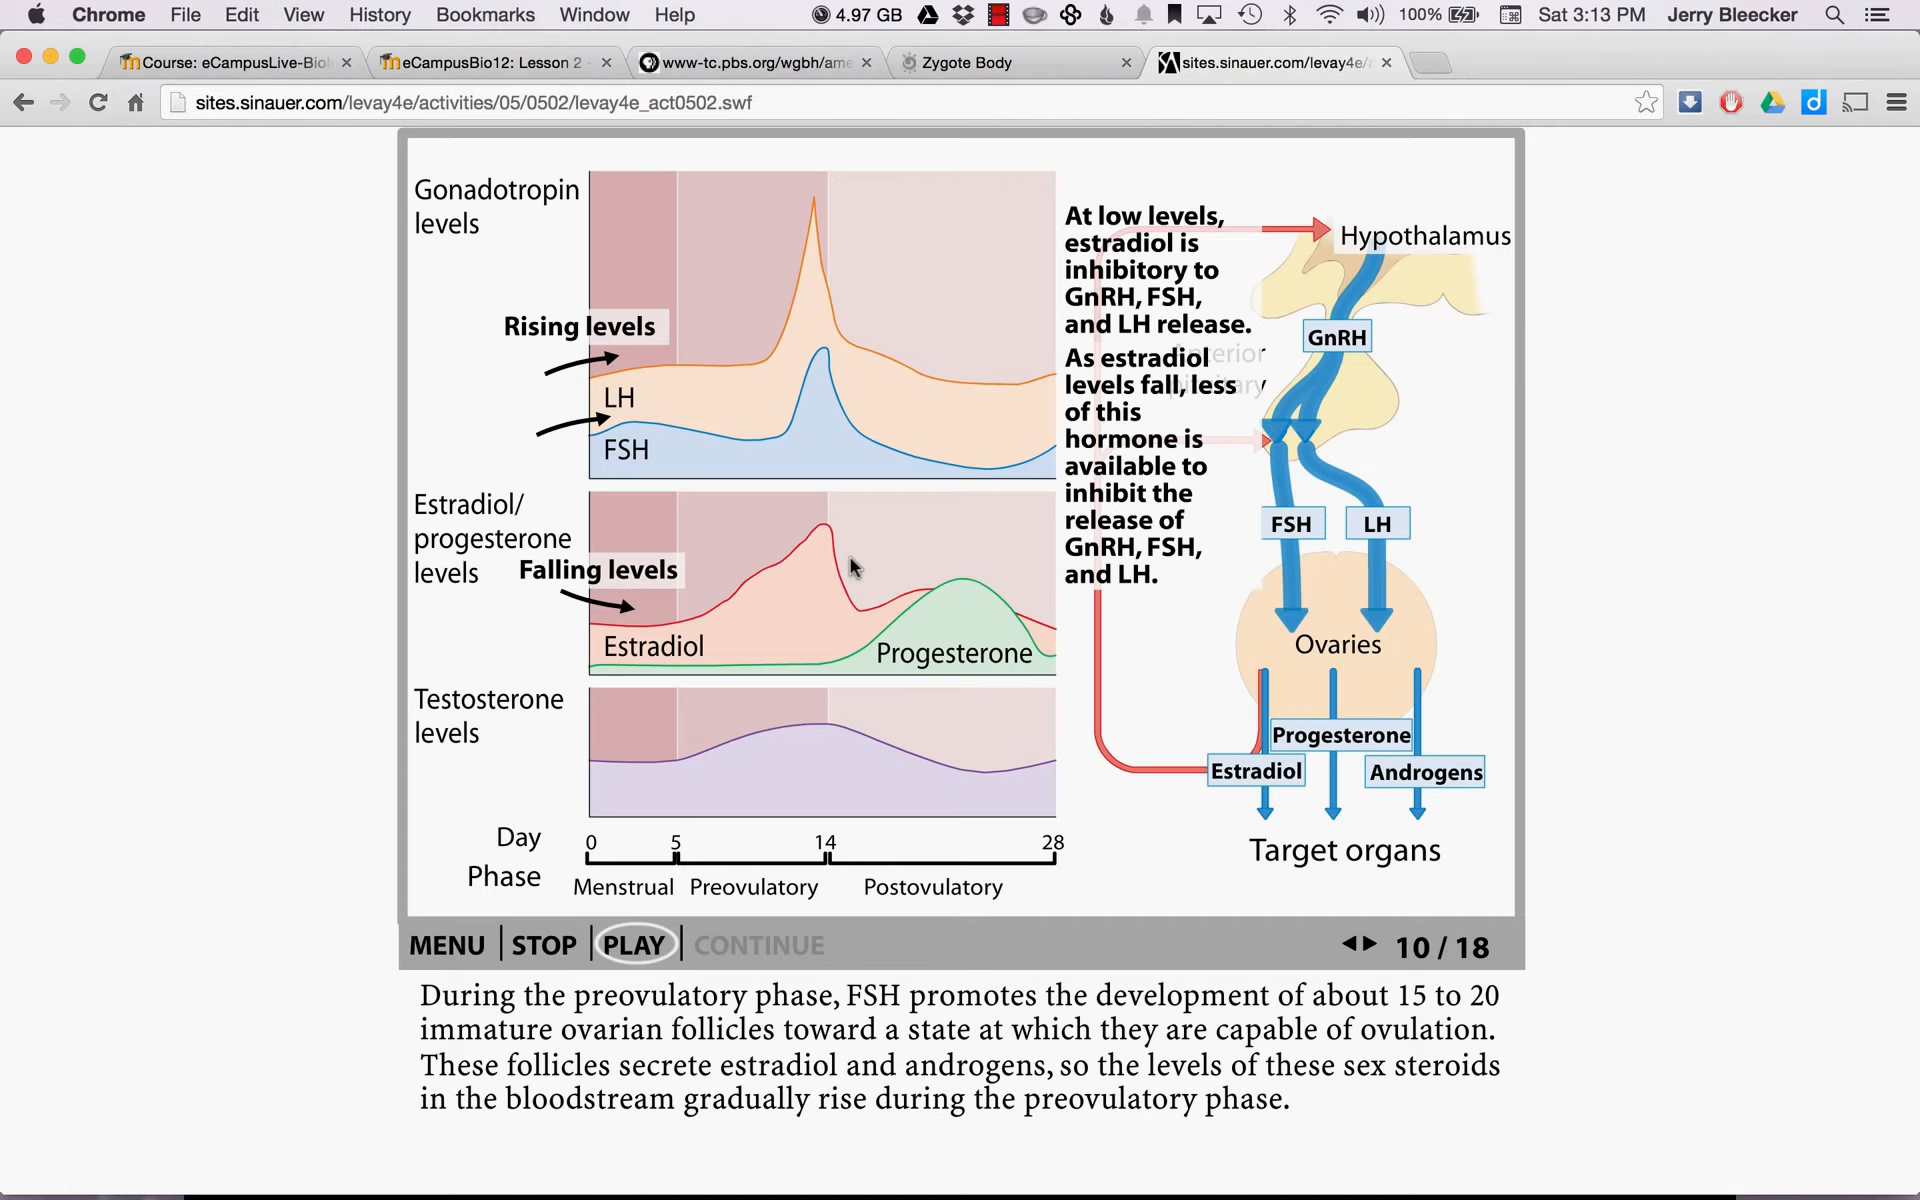 Chrome File Edit View History Bookmarks Window Help 4.97 GB 100% Sat 3:13 PM Jerry Bleecker
Course: eCampusLive-Biol
eCampusBio12: Lesson 2 -
www-tc.pbs.org/wgbh/ame
Zygote Body
sites.sinauer.com/levay4e/a
sites.sinauer.com/levay4e/activities/05/0502/levay4e_act0502.swf
Gonadotropin
levels
Rising levels
LH
FSH
Estradiol/
progesterone
levels
Falling levels
Estradiol
Progesterone
Testosterone
levels
Day
0 5 14 28
Phase
Menstrual Preovulatory Postovulatory
At low levels,
estradiol is
inhibitory to
GnRH, FSH,
and LH release.
As estradiol
levels fall, less
of this
hormone is
available to
inhibit the
release of
GnRH, FSH,
and LH.
Hypothalamus
GnRH
Anterior
pituitary
FSH LH
Ovaries
Progesterone
Estradiol
Androgens
Target organs
MENU STOP PLAY CONTINUE 10 / 18
During the preovulatory phase, FSH promotes the development of about 15 to 20
immature ovarian follicles toward a state at which they are capable of ovulation.
These follicles secrete estradiol and androgens, so the levels of these sex steroids
in the bloodstream gradually rise during the preovulatory phase.